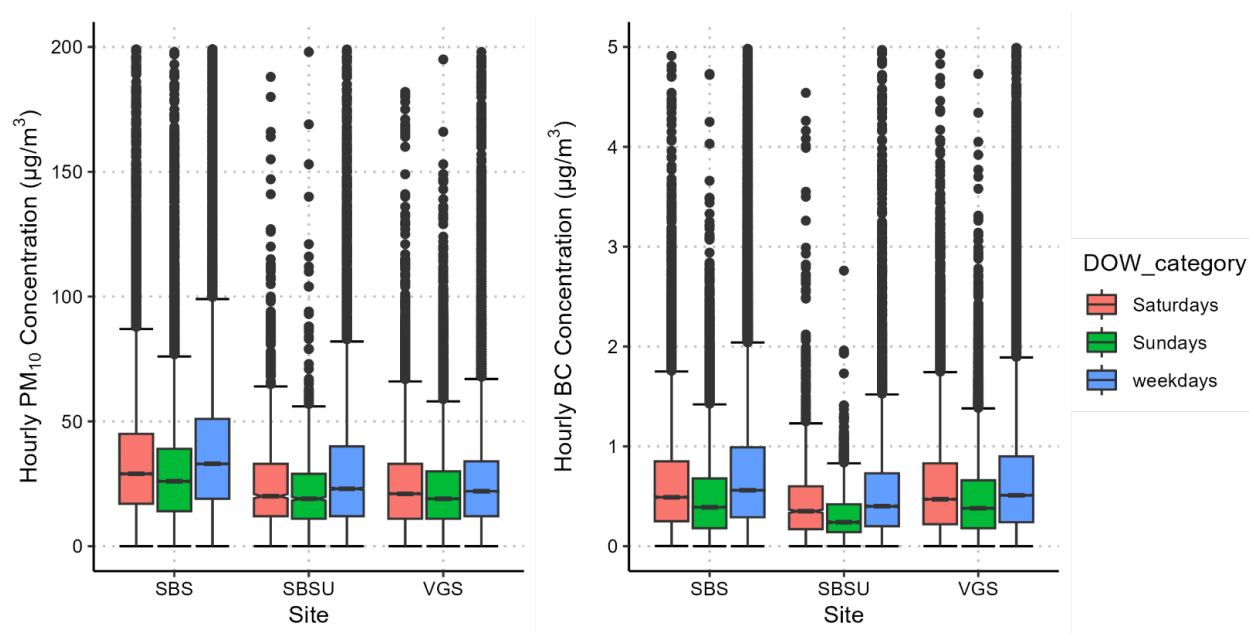 Hourly PM10 Concentration (µg/m³)
200
150
100
50
0
SBS SBSU VGS
Site
Hourly BC Concentration (µg/m³)
5
4
3
2
1
0
SBS SBSU VGS
Site
DOW_category
Saturdays
Sundays
weekdays